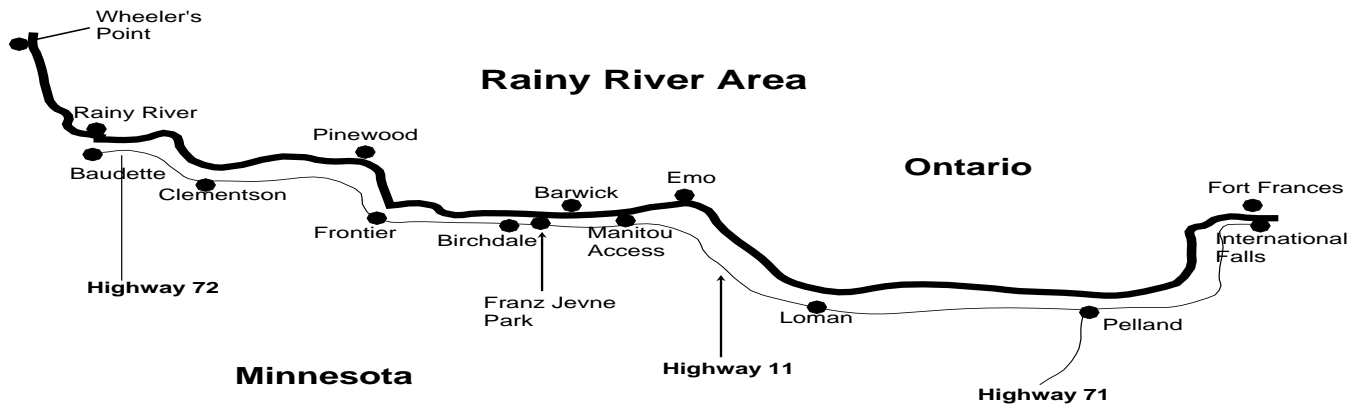 Wheeler's
Point
Rainy River Area
Rainy River
Pinewood
Ontario
Baudette
Clementson
Barwick
Emo
Fort Frances
Frontier
Birchdale
Manitou
Access
International
Falls
Highway 72
Franz Jevne
Park
Loman
Pelland
Highway 11
Minnesota
Highway 71